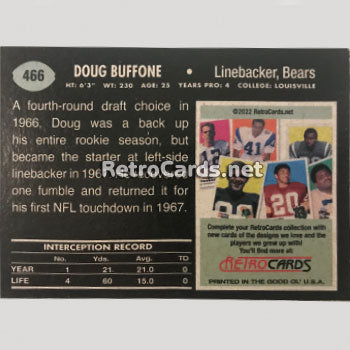 466 DOUG BUFFONE • Linebacker, Bears
HT: 6'3" WT: 230 AGE: 25 YEARS PRO: 4 COLLEGE: LOUISVILLE
A fourth-round draft choice in
1966, Doug was a back up
his entire rookie season, but
became the starter at left-side
linebacker in 196
one fumble and returned it for
his first NFL touchdown in 1967.
INTERCEPTION RECORD
No. Yds. Avg. TD
YEAR 1 21 21.0 0
LIFE 4 60 15.0 0
©2022 RetroCards.net
41
20
RetroCards.net
Complete your RetroCards collection with
new cards of the designs we love and the
players we grew up with!
You'll find more at:
RETROCARDS
PRINTED IN THE GOOD OL' U.S.A.